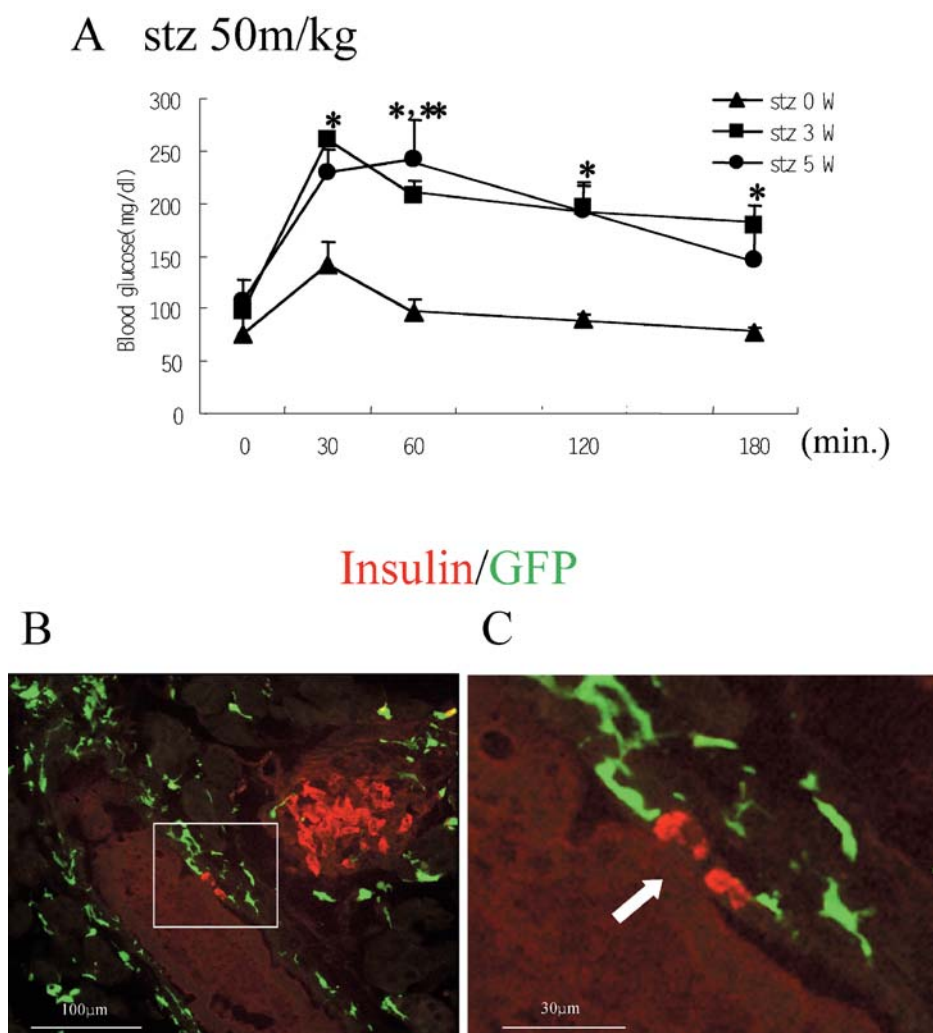 A stz 50m/kg
300
250
200
150
100
50
0
Blood glucose(mg/dl)
* *,** * *
stz 0 W
stz 3 W
stz 5 W
0 30 60 120 180 (min.)
Insulin/GFP
B C
100μm 30μm